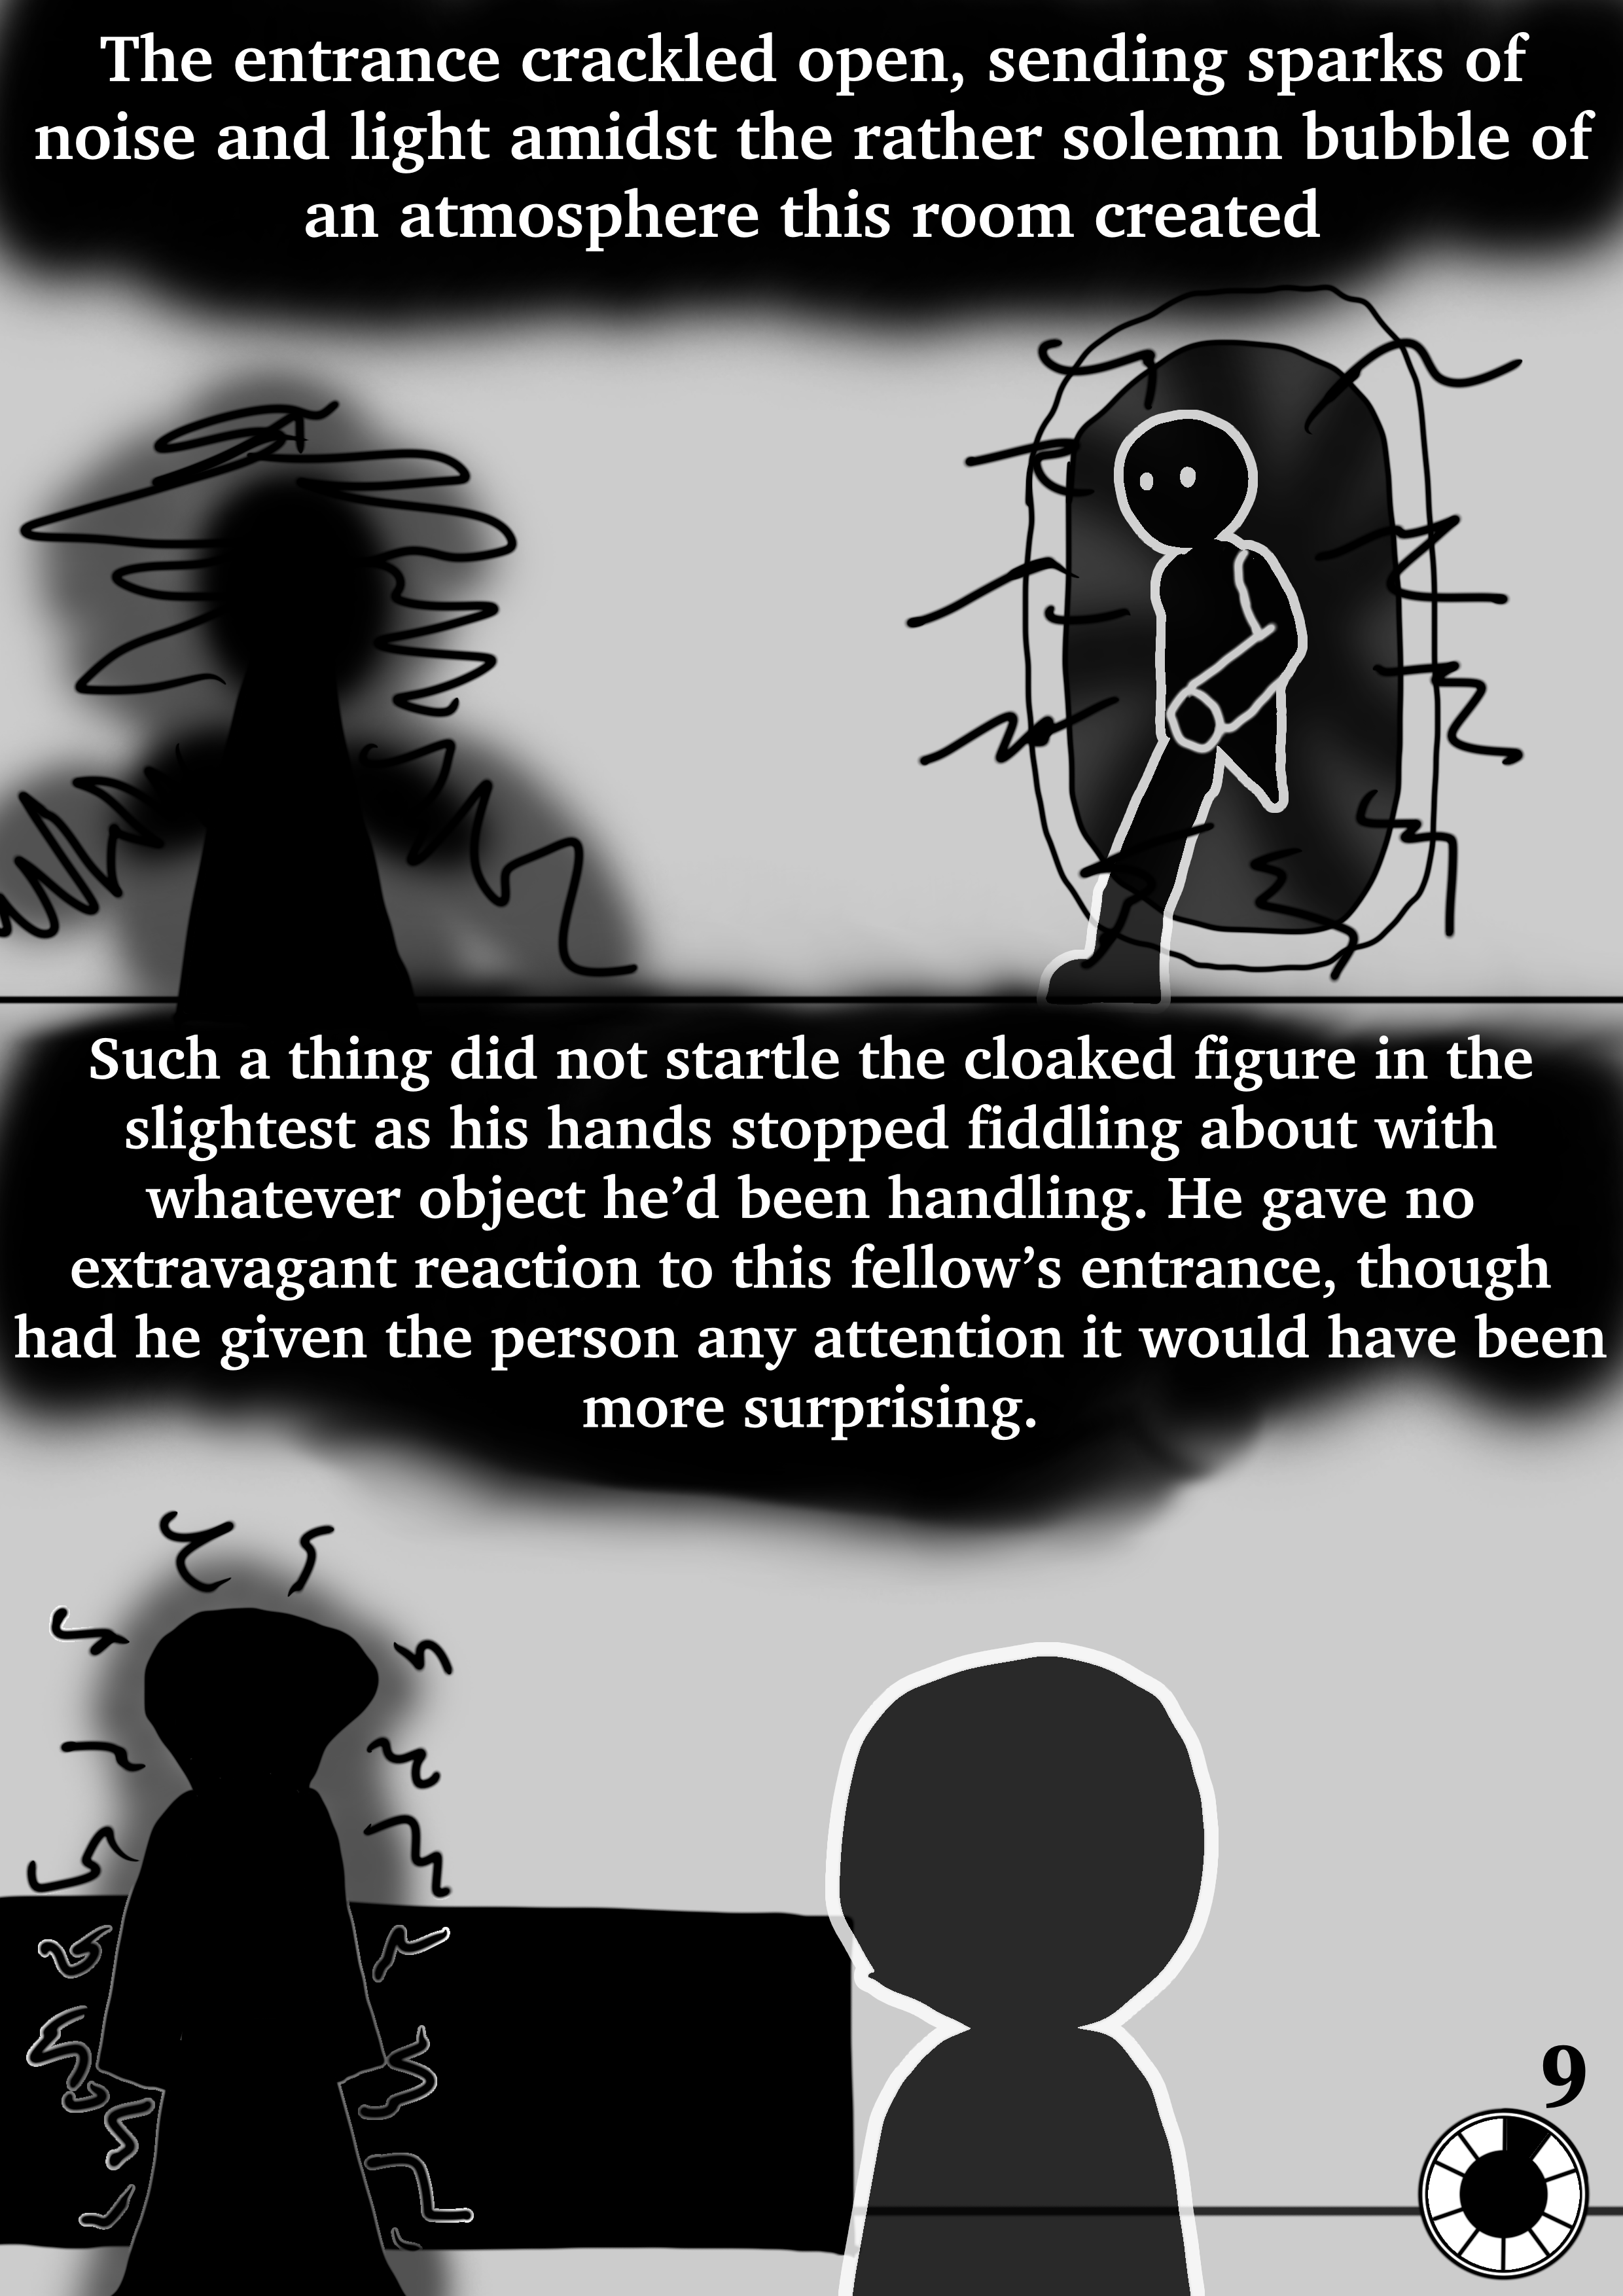 The entrance crackled open, sending sparks of
noise and light amidst the rather solemn bubble of
an atmosphere this room created
Such a thing did not startle the cloaked figure in the
slightest as his hands stopped fiddling about with
whatever object he’d been handling. He gave no
extravagant reaction to this fellow’s entrance, though
had he given the person any attention it would have been
more surprising.
9